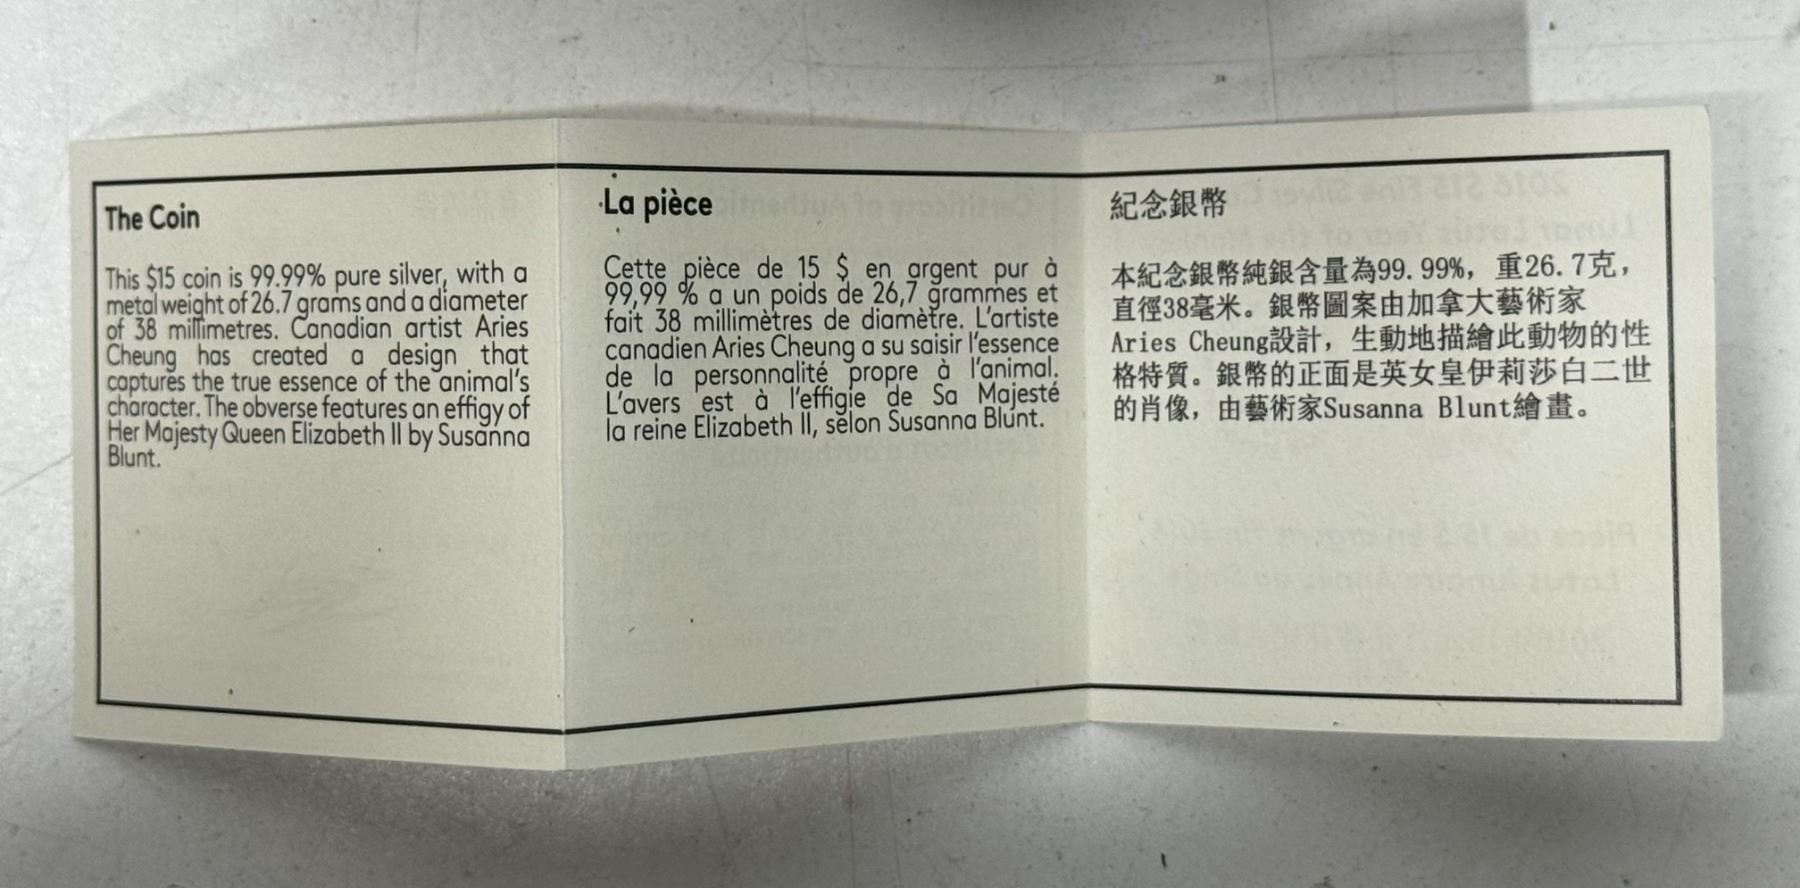 The Coin
This $15 coin is 99.99% pure silver, with a
metal weight of 26.7 grams and a diameter
of 38 millimetres. Canadian artist Aries
Cheung has created a design that
captures the true essence of the animal's
character. The obverse features an effigy of
Her Majesty Queen Elizabeth II by Susanna
Blunt.
La pièce
Cette pièce de 15 $ en argent pur à
99,99 % a un poids de 26,7 grammes et
fait 38 millimètres de diamètre. L'artiste
canadien Aries Cheung a su saisir l'essence
de la personnalité propre à l'animal.
L'avers est à l'effigie de Sa Majesté
la reine Elizabeth II, selon Susanna Blunt.
紀念銀幣
本紀念銀幣純銀含量為99.99%，重26.7克，
直徑38毫米。銀幣圖案由加拿大藝術家
Aries Cheung設計，生動地描繪此動物的性
格特質。銀幣的正面是英女皇伊莉莎白二世
的肖像，由藝術家Susanna Blunt繪畫。